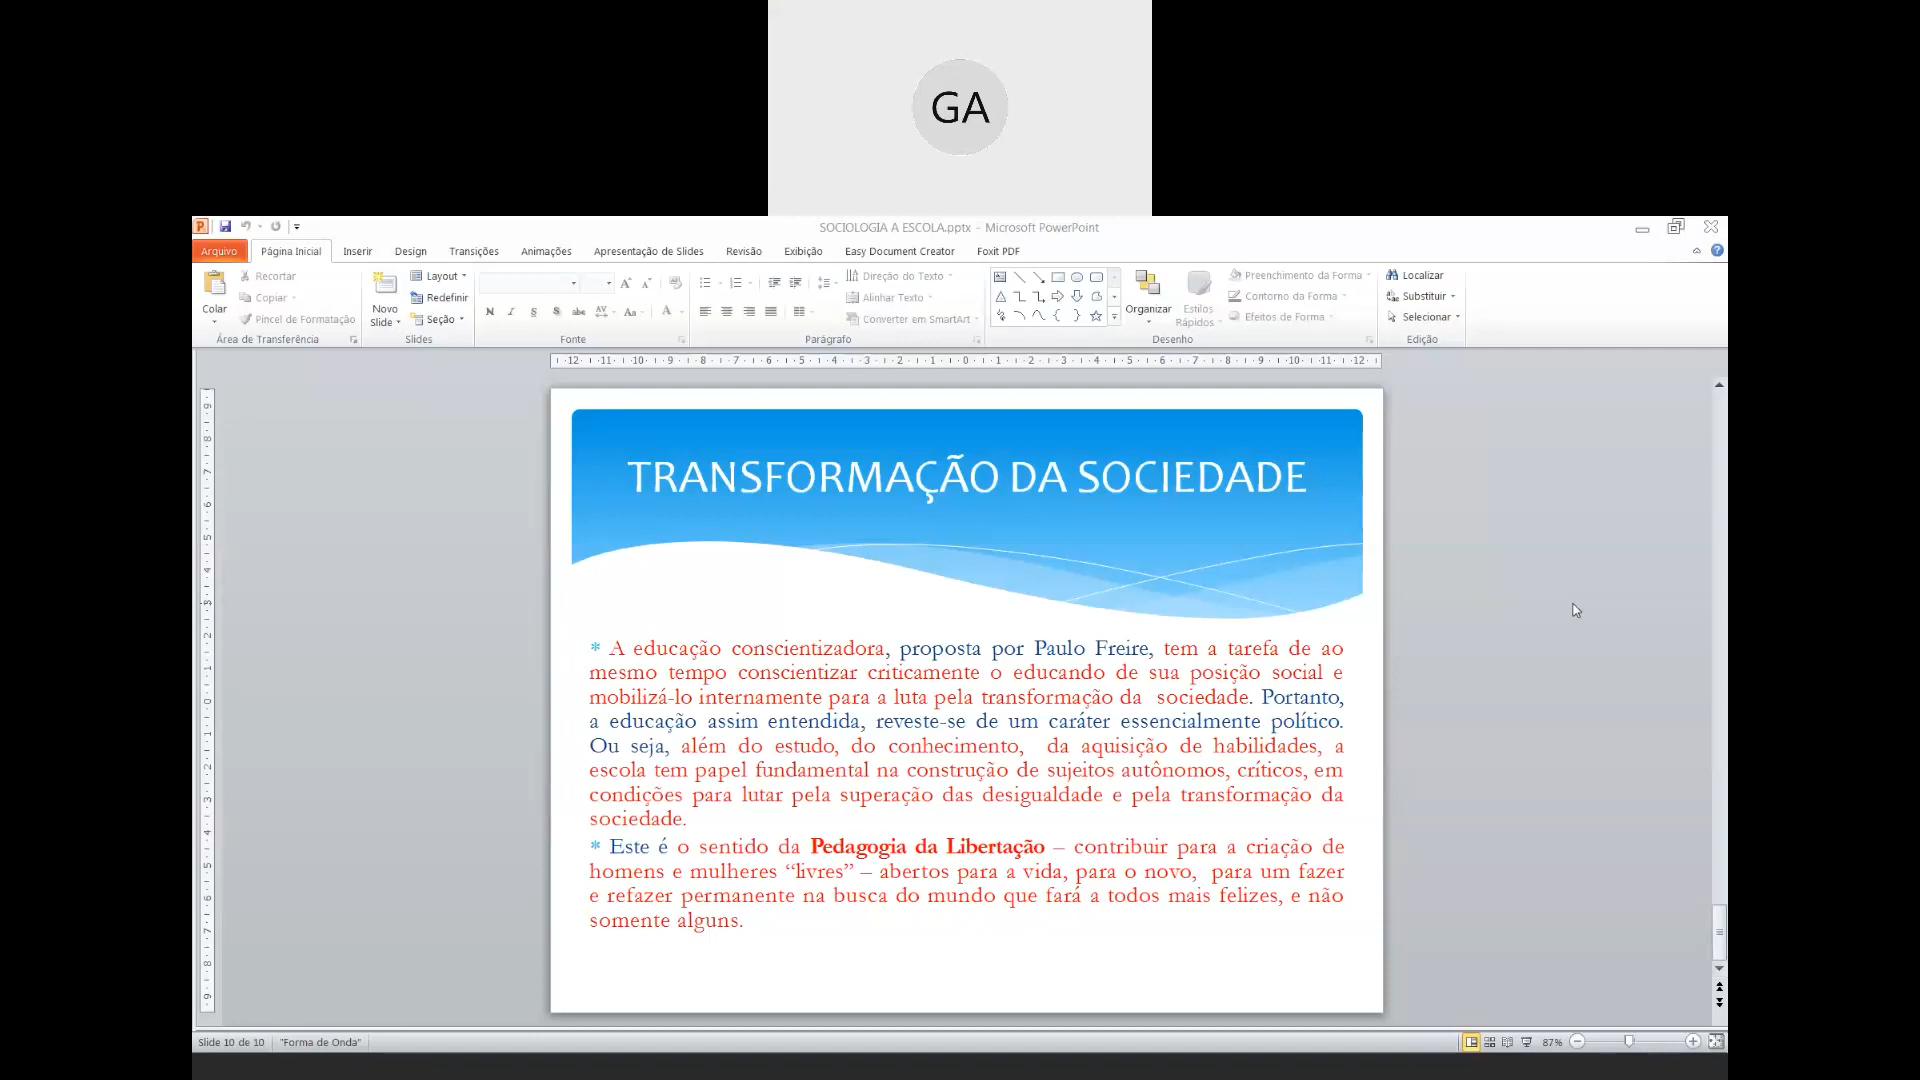 GA
SOCIOLOGIA A ESCOLA.pptx - Microsoft PowerPoint
Arquivo Página Inicial Inserir Design Transições Animações Apresentação de Slides Revisão Exibição Easy Document Creator Foxit PDF
Colar
Recortar
Copiar
Pincel de Formatação
Área de Transferência
Novo
Slide
Layout
Redefinir
Seção
Slides
Fonte
Direção do Texto
Alinhar Texto
Converter em SmartArt
Parágrafo
Organizar
Estilos
Rápidos
Preenchimento da Forma
Contorno da Forma
Efeitos de Forma
Desenho
Localizar
Substituir
Selecionar
Edição
TRANSFORMAÇÃO DA SOCIEDADE
* A educação conscientizadora, proposta por Paulo Freire, tem a tarefa de ao
mesmo tempo conscientizar criticamente o educando de sua posição social e
mobilizá-lo internamente para a luta pela transformação da sociedade. Portanto,
a educação assim entendida, reveste-se de um caráter essencialmente político.
Ou seja, além do estudo, do conhecimento, da aquisição de habilidades, a
escola tem papel fundamental na construção de sujeitos autônomos, críticos, em
condições para lutar pela superação das desigualdade e pela transformação da
sociedade.
* Este é o sentido da Pedagogia da Libertação – contribuir para a criação de
homens e mulheres “livres” – abertos para a vida, para o novo, para um fazer
e refazer permanente na busca do mundo que fará a todos mais felizes, e não
somente alguns.
Slide 10 de 10 "Forma de Onda" 87%